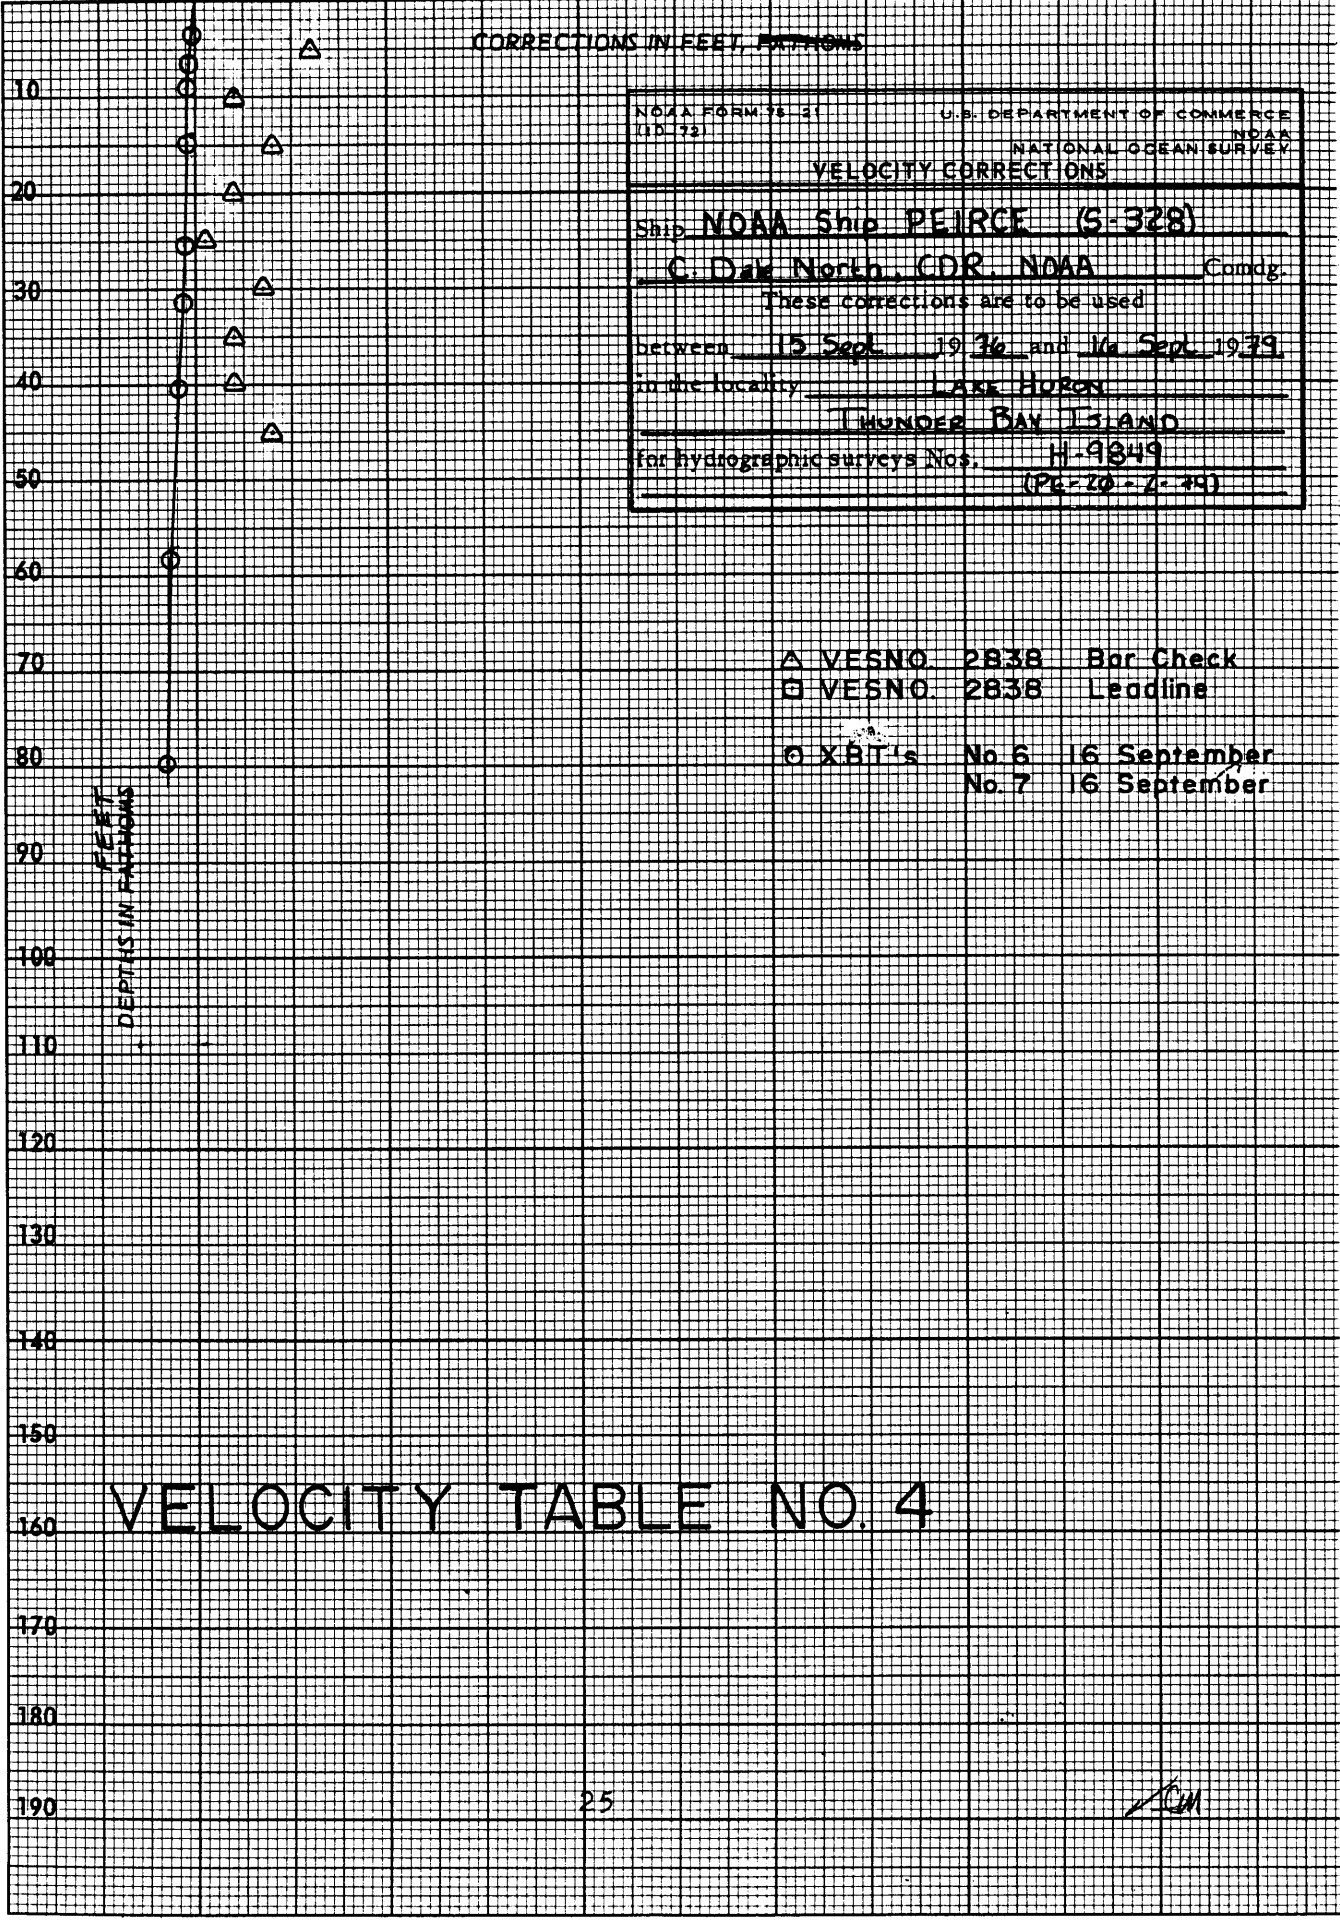 CORRECTIONS IN FEET, FATHOMS
NOAA FORM 76-21
(10-72)
U.S. DEPARTMENT OF COMMERCE
NOAA
NATIONAL OCEAN SURVEY
VELOCITY CORRECTIONS
Ship NOAA Ship PEIRCE (S-328)
C. Dale North, CDR. NOAA Comdg.
These corrections are to be used
between 15 Sept 1976 and 16 Sept 1979
in the locality LAKE HURON
THUNDER BAY ISLAND
for hydrographic surveys Nos. H-9849
(PE-20-2-79)
10
20
30
40
50
60
70
80
90
100
110
120
130
140
150
160
170
180
190
△ VESNO. 2838 Bar Check
□ VESNO. 2838 Leadline
○ XBT's No. 6 16 September
No. 7 16 September
FEET
DEPTHS IN FATHOMS
VELOCITY TABLE NO. 4
25